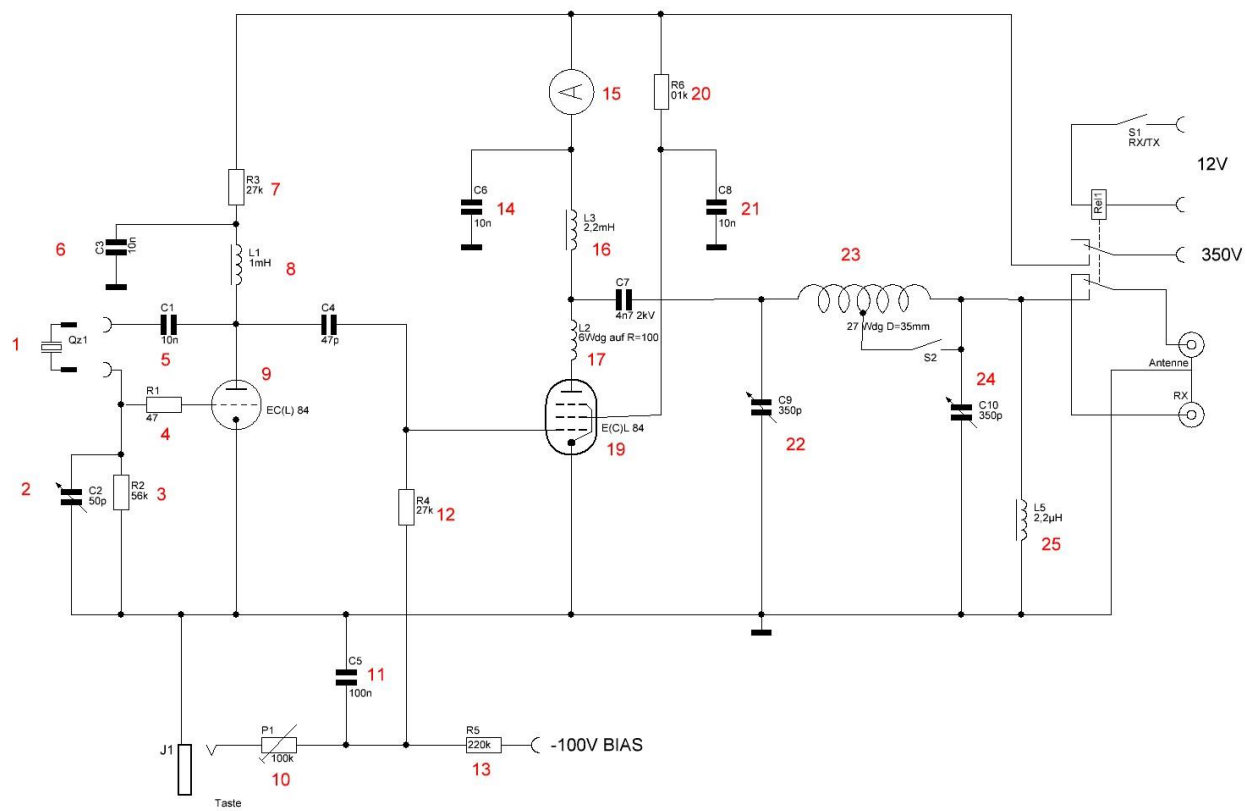 A
15
R6
01k
20
S1
RX/TX
12V
R3
27k
7
C6
10n
14
C8
10n
21
Rel1
6
C3
10n
L1
1mH
8
L3
2,2mH
16
23
350V
C7
4n7 2kV
1
Qz1
C1
10n
5
C4
47p
L2
6Wdg auf R=100
17
27 Wdg D=35mm
S2
24
Antenne
9
R1
47
4
EC(L) 84
E(C)L 84
19
C9
350p
22
C10
350p
RX
2
C2
50p
R2
56k
3
R4
27k
12
L5
2,2µH
25
C5
100n
11
J1
P1
100k
10
R5
220k
13
-100V BIAS
Taste